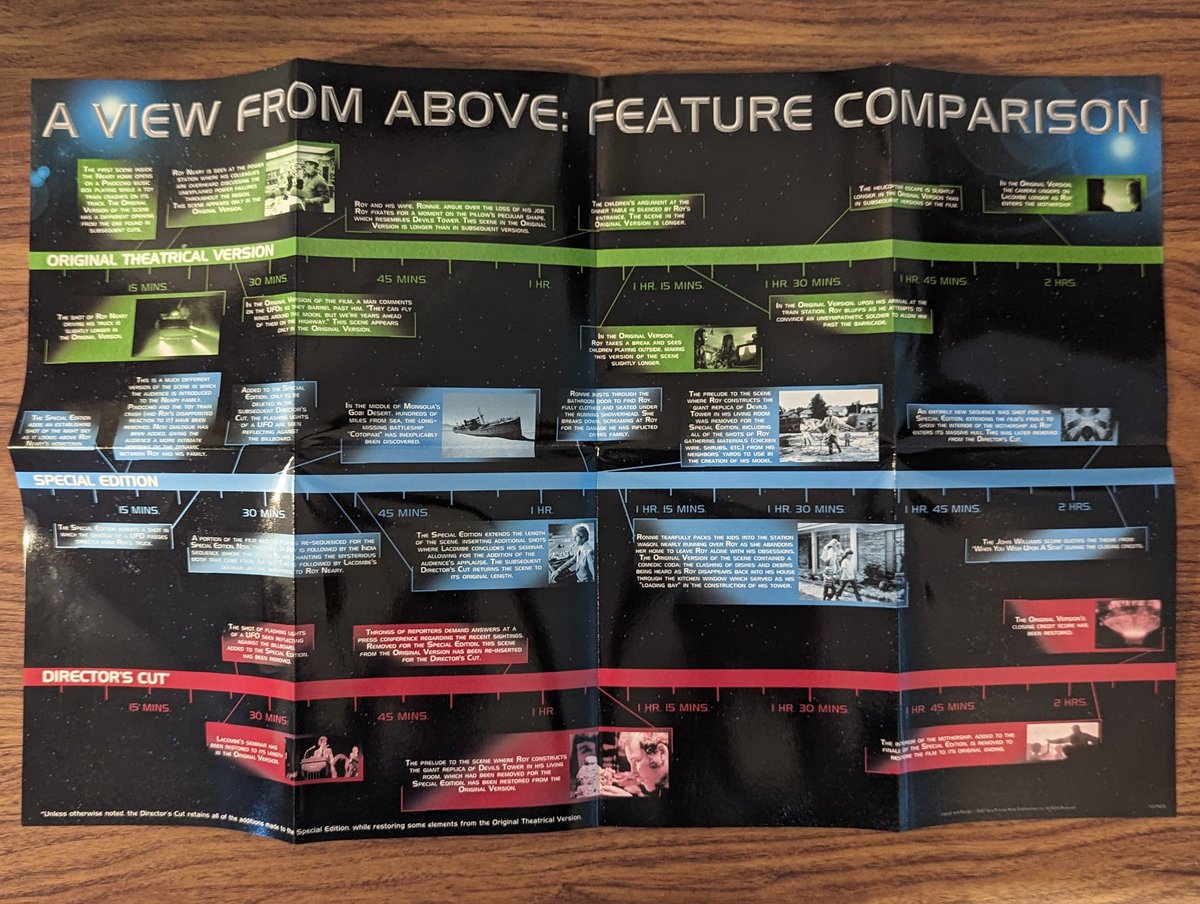 A VIEW FROM ABOVE: FEATURE COMPARISON
THE FIRST SCENE INSIDE
THE NEARY HOME OPENS
ON A PINOCCHIO MUSIC
BOX PLAYING WHILE A TOY
TRAIN CRASHES ON ITS
TRACK. THE ORIGINAL
VERSION OF THE SCENE
HAS A DIFFERENT OPENING
FROM THE ONE FOUND IN
SUBSEQUENT CUTS.
ROY NEARY IS SEEN AT THE POWER
STATION WHERE HIS COLLEAGUES
ARE OVERHEARD DISCUSSING THE
UNEXPLAINED POWER FAILURES
THROUGHOUT THE REGION.
THIS SCENE APPEARS ONLY IN THE
ORIGINAL VERSION.
ROY AND HIS WIFE, RONNIE, ARGUE OVER THE LOSS OF HIS JOB.
ROY FIXATES FOR A MOMENT ON THE PILLOW'S PECULIAR SHAPE,
WHICH RESEMBLES DEVILS TOWER. THIS SCENE IN THE ORIGINAL
VERSION IS LONGER THAN IN SUBSEQUENT VERSIONS.
THE CHILDREN'S ARGUMENT AT THE
DINNER TABLE IS SILENCED BY ROY'S
ENTRANCE. THE SCENE IN THE
ORIGINAL VERSION IS LONGER.
THE HELICOPTER ESCAPE IS SLIGHTLY
LONGER IN THE ORIGINAL VERSION THAN
IN SUBSEQUENT VERSIONS OF THE FILM.
IN THE ORIGINAL VERSION,
THE CAMERA LINGERS ON
LACOMBE LONGER AS ROY
ENTERS THE MOTHERSHIP.
ORIGINAL THEATRICAL VERSION
15 MINS.
30 MINS.
45 MINS.
1 HR.
1 HR. 15 MINS.
1 HR. 30 MINS.
1 HR. 45 MINS.
2 HRS.
THE SHOT OF ROY NEARY
DRIVING HIS TRUCK IS
SLIGHTLY LONGER IN
THE ORIGINAL VERSION.
IN THE ORIGINAL VERSION OF THE FILM, A MAN COMMENTS
ON THE UFOS AS THEY BARREL PAST HIM, "THEY CAN FLY
RINGS AROUND THE MOON, BUT WE'RE YEARS AHEAD
OF THEM ON THE HIGHWAY." THIS SCENE APPEARS
ONLY IN THE ORIGINAL VERSION.
IN THE ORIGINAL VERSION,
ROY TAKES A BREAK AND SEES
CHILDREN PLAYING OUTSIDE, MAKING
THIS VERSION OF THE SCENE
SLIGHTLY LONGER.
IN THE ORIGINAL VERSION, UPON HIS ARRIVAL AT THE
TRAIN STATION, ROY BLUFFS AS HE ATTEMPTS TO
CONVINCE AN UNSYMPATHETIC SOLDIER TO ALLOW HIM
PAST THE BARRICADE.
THE SPECIAL EDITION
ADDS AN ESTABLISHING
SHOT OF THE NIGHT SKY
AS IT LOOMS ABOVE ROY
NEARY'S HOMETOWN.
THIS IS A MUCH DIFFERENT
VERSION OF THE SCENE IN WHICH
THE AUDIENCE IS INTRODUCED
TO THE NEARY FAMILY.
PINOCCHIO AND THE TOY TRAIN
CRASH (AND ROY'S DISAPPOINTED
REACTION TO IT) HAVE BEEN
REMOVED. NEW DIALOGUE HAS
AUDIENCE A MORE INTIMATE
BETWEEN ROY AND HIS FAMILY.
ADDED TO THE SPECIAL
EDITION, ONLY TO BE
DELETED IN THE
SUBSEQUENT DIRECTOR'S
CUT, THE FLASHING LIGHTS
OF A UFO ARE SEEN
REFLECTING AGAINST
THE BILLBOARD.
IN THE MIDDLE OF MONGOLIA'S
GOBI DESERT, HUNDREDS OF
MILES FROM SEA, THE LONG-
MISSING BATTLESHIP
"COTOPAXI" HAS INEXPLICABLY
BEEN DISCOVERED.
RONNIE BUSTS THROUGH THE
BATHROOM DOOR TO FIND ROY,
FULLY CLOTHED AND SEATED UNDER
THE RUNNING SHOWERHEAD. SHE
BREAKS DOWN, SCREAMING AT ROY
FOR THE DAMAGE HE HAS INFLICTED
ON HIS FAMILY.
THE PRELUDE TO THE SCENE
WHERE ROY CONSTRUCTS THE
GIANT REPLICA OF DEVILS
TOWER IN HIS LIVING ROOM
WAS REMOVED FOR THE
SPECIAL EDITION, INCLUDING
ALL OF THE SHOTS OF ROY
GATHERING MATERIALS (CHICKEN
WIRE, SHRUBS, ETC.) FROM HIS
NEIGHBORS' YARDS TO USE IN
THE CREATION OF HIS MODEL.
AN ENTIRELY NEW SEQUENCE WAS SHOT FOR THE
SPECIAL EDITION, EXTENDING THE FILM'S FINALE TO
SHOW THE INTERIOR OF THE MOTHERSHIP AS ROY
ENTERS ITS MASSIVE HULL. THIS WAS LATER REMOVED
FROM THE DIRECTOR'S CUT.
SPECIAL EDITION
15 MINS.
30 MINS.
45 MINS.
1 HR.
1 HR. 15 MINS.
1 HR. 30 MINS.
1 HR. 45 MINS.
2 HRS.
THE SPECIAL EDITION INSERTS A SHOT IN
WHICH THE SHADOW OF A UFO PASSES
DIRECTLY OVER ROY'S TRUCK.
A PORTION OF THE FILM HAS BEEN RE-SEQUENCED FOR THE
SPECIAL EDITION. NOW, IS FOLLOWED BY THE INDIA
SEQUENCE WHERE THE CHANTING THE MYSTERIOUS
MOTIF THAT CAME IS FOLLOWED BY LACOMBE'S
TO ROY NEARY.
THE SPECIAL EDITION EXTENDS THE LENGTH
OF THE SCENE, INSERTING ADDITIONAL SHOTS
WHERE LACOMBE CONCLUDES HIS SEMINAR,
ALLOWING FOR THE ADDITION OF THE
AUDIENCE'S APPLAUSE. THE SUBSEQUENT
DIRECTOR'S CUT RETURNS THE SCENE
TO ITS ORIGINAL LENGTH.
RONNIE TEARFULLY PACKS THE KIDS INTO THE STATION
WAGON, NEARLY RUNNING OVER ROY AS SHE ABANDONS
HER HOME TO LEAVE ROY ALONE WITH HIS OBSESSIONS.
THE ORIGINAL VERSION OF THE SCENE CONTAINED A
COMEDIC CODA: THE CLASHING OF DISHES AND DEBRIS
BEING HEARD AS ROY DISAPPEARS BACK INTO HIS HOUSE
THROUGH THE KITCHEN WINDOW WHICH SERVED AS HIS
"LOADING BAY" IN THE CONSTRUCTION OF HIS TOWER.
THE JOHN WILLIAMS SCORE QUOTES THE THEME FROM
"WHEN YOU WISH UPON A STAR" DURING THE CLOSING CREDITS.
THE SHOT OF FLASHING LIGHTS
OF A UFO SEEN REFLECTING
AGAINST THE BILLBOARD
ADDED TO THE SPECIAL EDITION,
HAS BEEN REMOVED.
THRONGS OF REPORTERS DEMAND ANSWERS AT A
PRESS CONFERENCE REGARDING THE RECENT SIGHTINGS.
REMOVED FOR THE SPECIAL EDITION, THIS SCENE
FROM THE ORIGINAL VERSION HAS BEEN RE-INSERTED
FOR THE DIRECTOR'S CUT.
THE ORIGINAL VERSION'S
CLOSING CREDIT SCORE HAS
BEEN RESTORED.
DIRECTOR'S CUT*
15 MINS.
30 MINS.
45 MINS.
1 HR.
1 HR. 15 MINS.
1 HR. 30 MINS.
1 HR. 45 MINS.
2 HRS.
LACOMBE'S SEMINAR HAS
BEEN RESTORED TO ITS LENGTH
IN THE ORIGINAL VERSION.
THE PRELUDE TO THE SCENE WHERE ROY CONSTRUCTS
THE GIANT REPLICA OF DEVILS TOWER IN HIS LIVING
ROOM, WHICH HAD BEEN REMOVED FOR THE
SPECIAL EDITION, HAS BEEN RESTORED FROM THE
ORIGINAL VERSION.
THE INTERIOR OF THE MOTHERSHIP, ADDED TO THE
FINALE OF THE SPECIAL EDITION, IS REMOVED TO
RESTORE THE FILM TO ITS ORIGINAL ENDING.
*Unless otherwise noted, the Director's Cut retains all of the additions made to the Special Edition, while restoring some elements from the Original Theatrical Version.